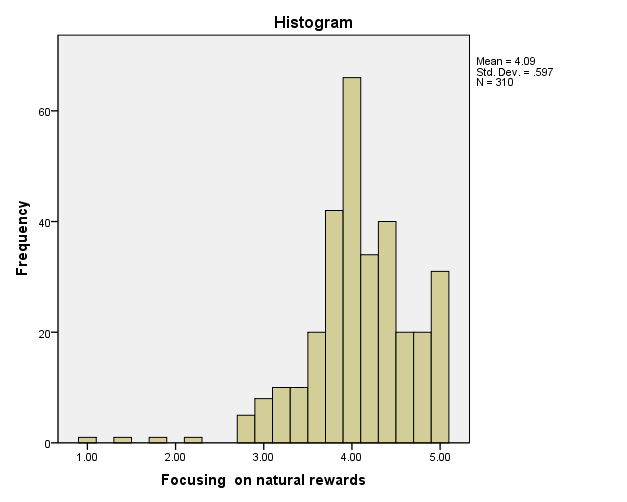 Histogram
Mean = 4.09
Std. Dev. = .597
N = 310
Frequency
60
40
20
0
1.00 2.00 3.00 4.00 5.00
Focusing  on natural rewards